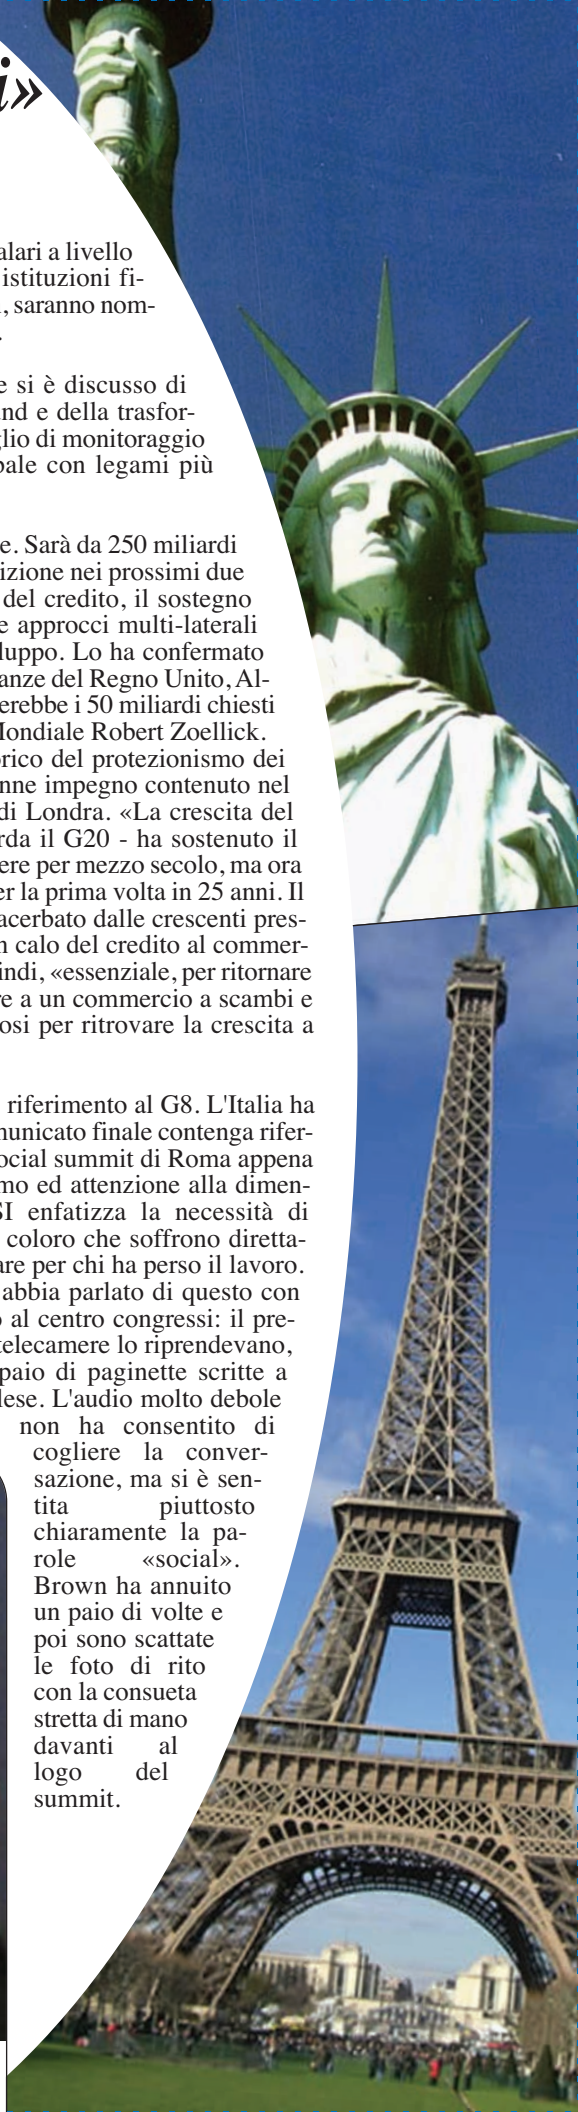 i»
alari a livello
istituzioni fi-
, saranno nom-
.
e si è discusso di
nd e della trasfor-
glio di monitoraggio
bale con legami più
e. Sarà da 250 miliardi
izione nei prossimi due
del credito, il sostegno
e approcci multi-laterali
luppo. Lo ha confermato
anze del Regno Unito, Al-
erebbe i 50 miliardi chiesti
Mondiale Robert Zoellick.
rico del protezionismo dei
nne impegno contenuto nel
di Londra. «La crescita del
rda il G20 - ha sostenuto il
ere per mezzo secolo, ma ora
er la prima volta in 25 anni. Il
acerbato dalle crescenti pres-
n calo del credito al commer-
indi, «essenziale, per ritornare
re a un commercio a scambi e
osi per ritrovare la crescita a
riferimento al G8. L'Italia ha
municato finale contenga rifer-
ocial summit di Roma appena
mo ed attenzione alla dimen-
SI enfatizza la necessità di
coloro che soffrono diretta-
are per chi ha perso il lavoro.
abbia parlato di questo con
o al centro congressi: il pre-
telecamere lo riprendevano,
paio di paginette scritte a
lese. L'audio molto debole
non ha consentito di
cogliere la conver-
sazione, ma si è sen-
tita piuttosto
chiaramente la pa-
role «social».
Brown ha annuito
un paio di volte e
poi sono scattate
le foto di rito
con la consueta
stretta di mano
davanti al
logo del
summit.